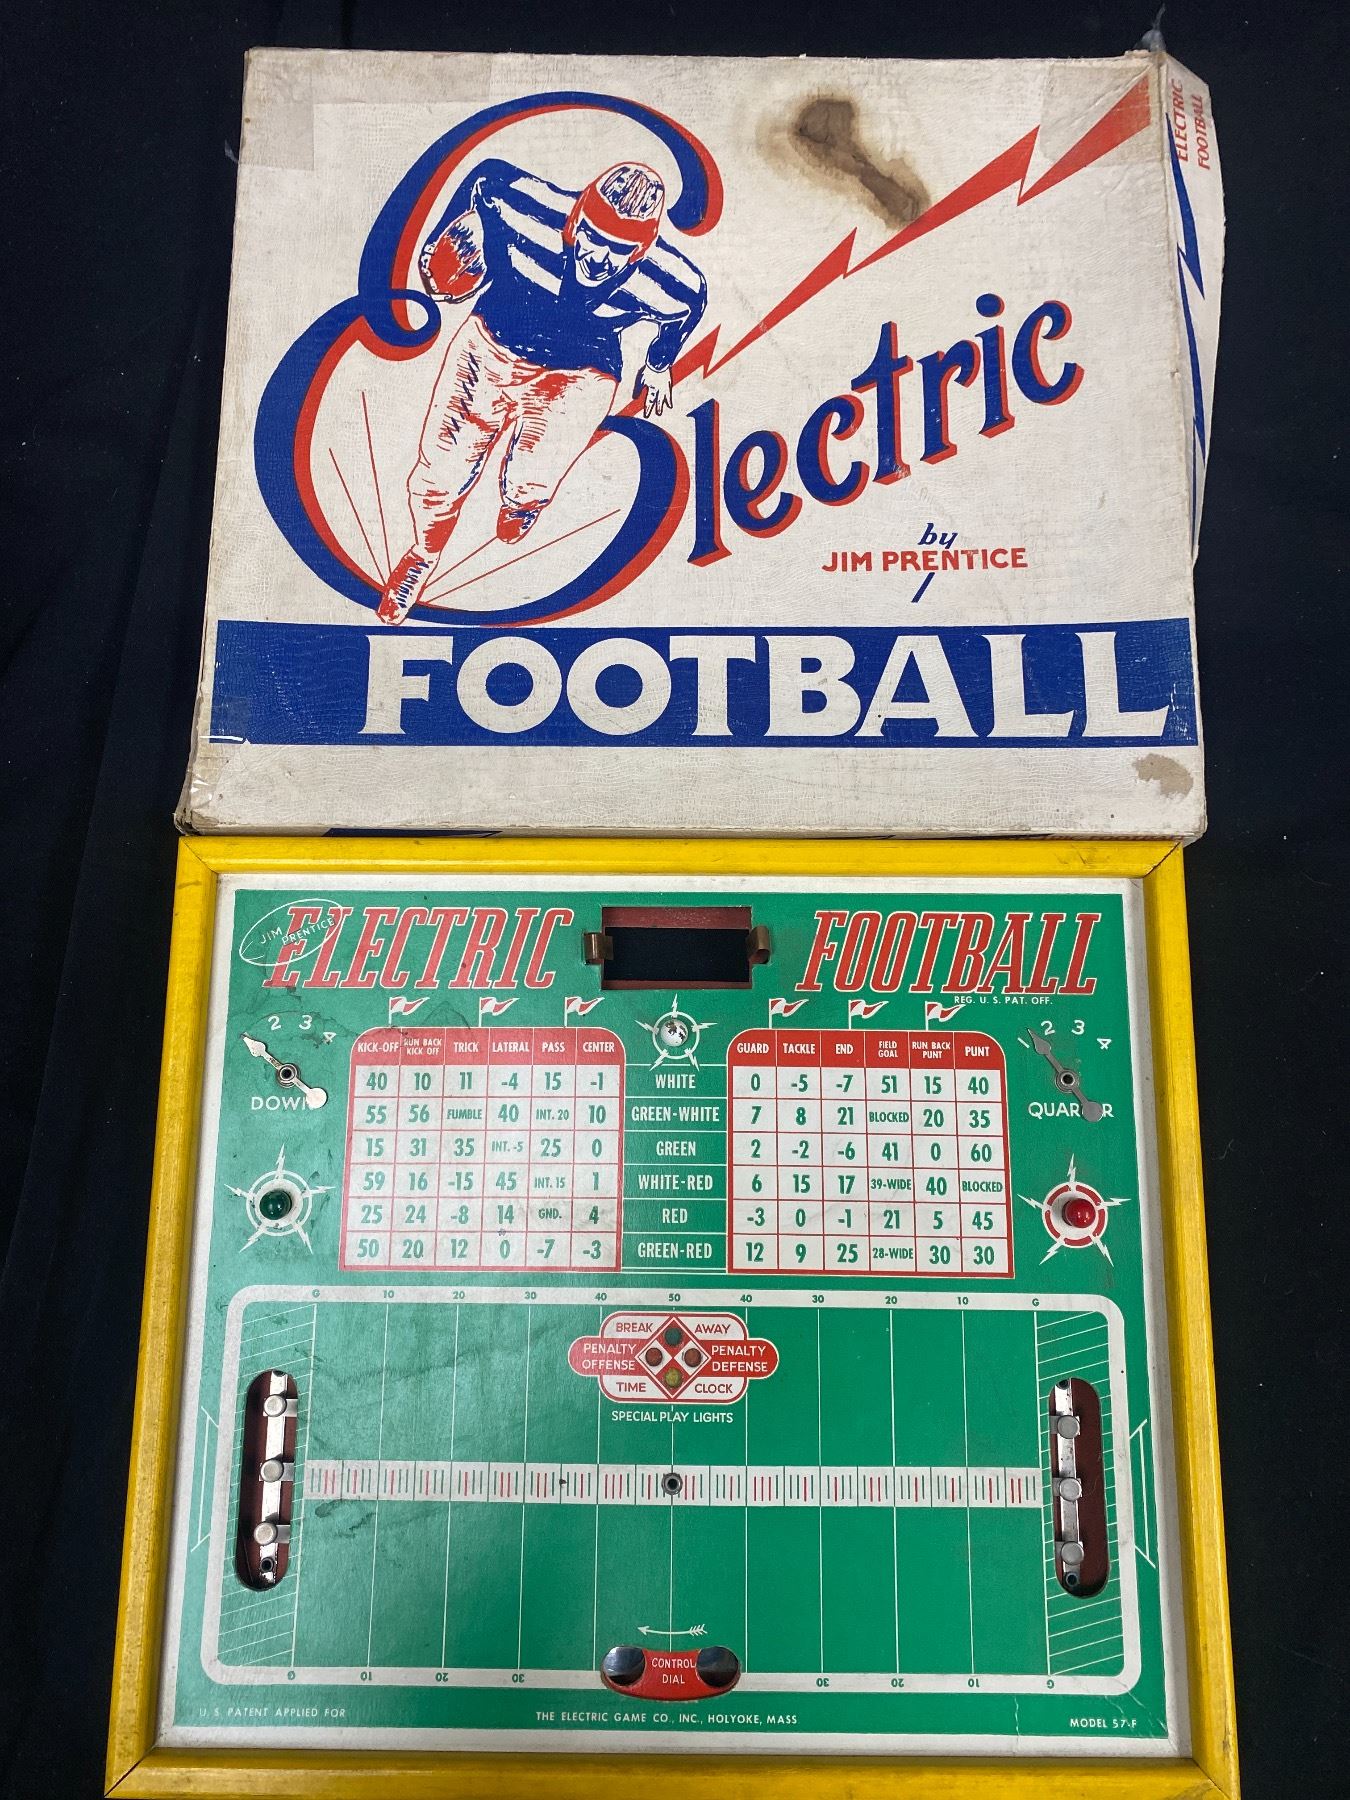 Electric
by
JIM PRENTICE
FOOTBALL
ELECTRIC
FOOTBALL
JIM PRENTICE
ELECTRIC FOOTBALL
REG. U. S. PAT. OFF.
2 3 4
DOWN
1 2 3 4
QUARTER
KICK-OFF RUN BACK KICK OFF TRICK LATERAL PASS CENTER GUARD TACKLE END FIELD GOAL RUN BACK PUNT PUNT
40 10 11 -4 15 -1 WHITE 0 -5 -7 51 15 40
55 56 FUMBLE 40 INT. 20 10 GREEN-WHITE 7 8 21 BLOCKED 20 35
15 31 35 INT. -5 25 0 GREEN 2 -2 -6 41 0 60
59 16 -15 45 INT. 15 1 WHITE-RED 6 15 17 39-WIDE 40 BLOCKED
25 24 -8 14 GND. 4 RED -3 0 -1 21 5 45
50 20 12 0 -7 -3 GREEN-RED 12 9 25 28-WIDE 30 30
G 10 20 30 40 50 40 30 20 10 G
BREAK AWAY
PENALTY OFFENSE PENALTY DEFENSE
TIME CLOCK
SPECIAL PLAY LIGHTS
CONTROL
DIAL
G 10 20 30 30 20 10 G
U. S. PATENT APPLIED FOR
THE ELECTRIC GAME CO., INC., HOLYOKE, MASS
MODEL 57-F